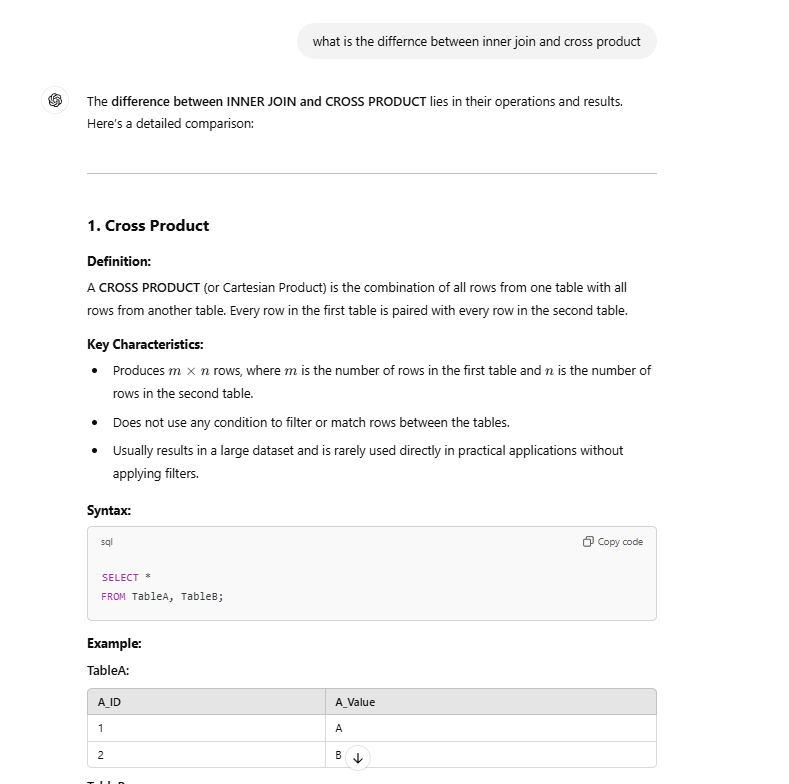 what is the differnce between inner join and cross product
The difference between INNER JOIN and CROSS PRODUCT lies in their operations and results.
Here's a detailed comparison:
1. Cross Product
Definition:
A CROSS PRODUCT (or Cartesian Product) is the combination of all rows from one table with all
rows from another table. Every row in the first table is paired with every row in the second table.
Key Characteristics:
• Produces m × n rows, where m is the number of rows in the first table and n is the number of
rows in the second table.
• Does not use any condition to filter or match rows between the tables.
• Usually results in a large dataset and is rarely used directly in practical applications without
applying filters.
Syntax:
sql Copy code
SELECT *
FROM TableA, TableB;
Example:
TableA:
A_ID A_Value
1 A
2 B